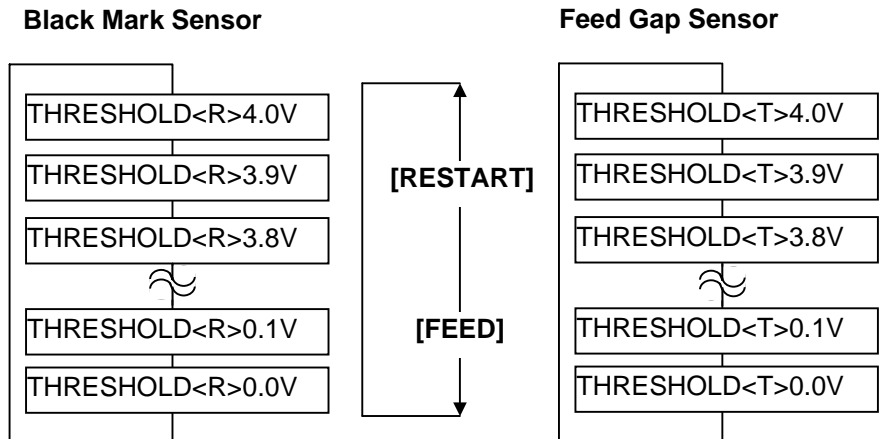 Black Mark Sensor
THRESHOLD<R>4.0V
THRESHOLD<R>3.9V
THRESHOLD<R>3.8V
THRESHOLD<R>0.1V
THRESHOLD<R>0.0V
[RESTART]
[FEED]
Feed Gap Sensor
THRESHOLD<T>4.0V
THRESHOLD<T>3.9V
THRESHOLD<T>3.8V
THRESHOLD<T>0.1V
THRESHOLD<T>0.0V